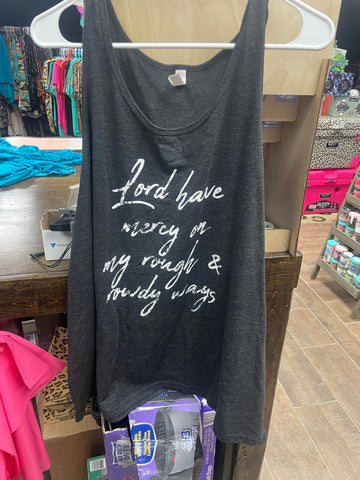 Lord have
mercy on
my rough &
rowdy ways